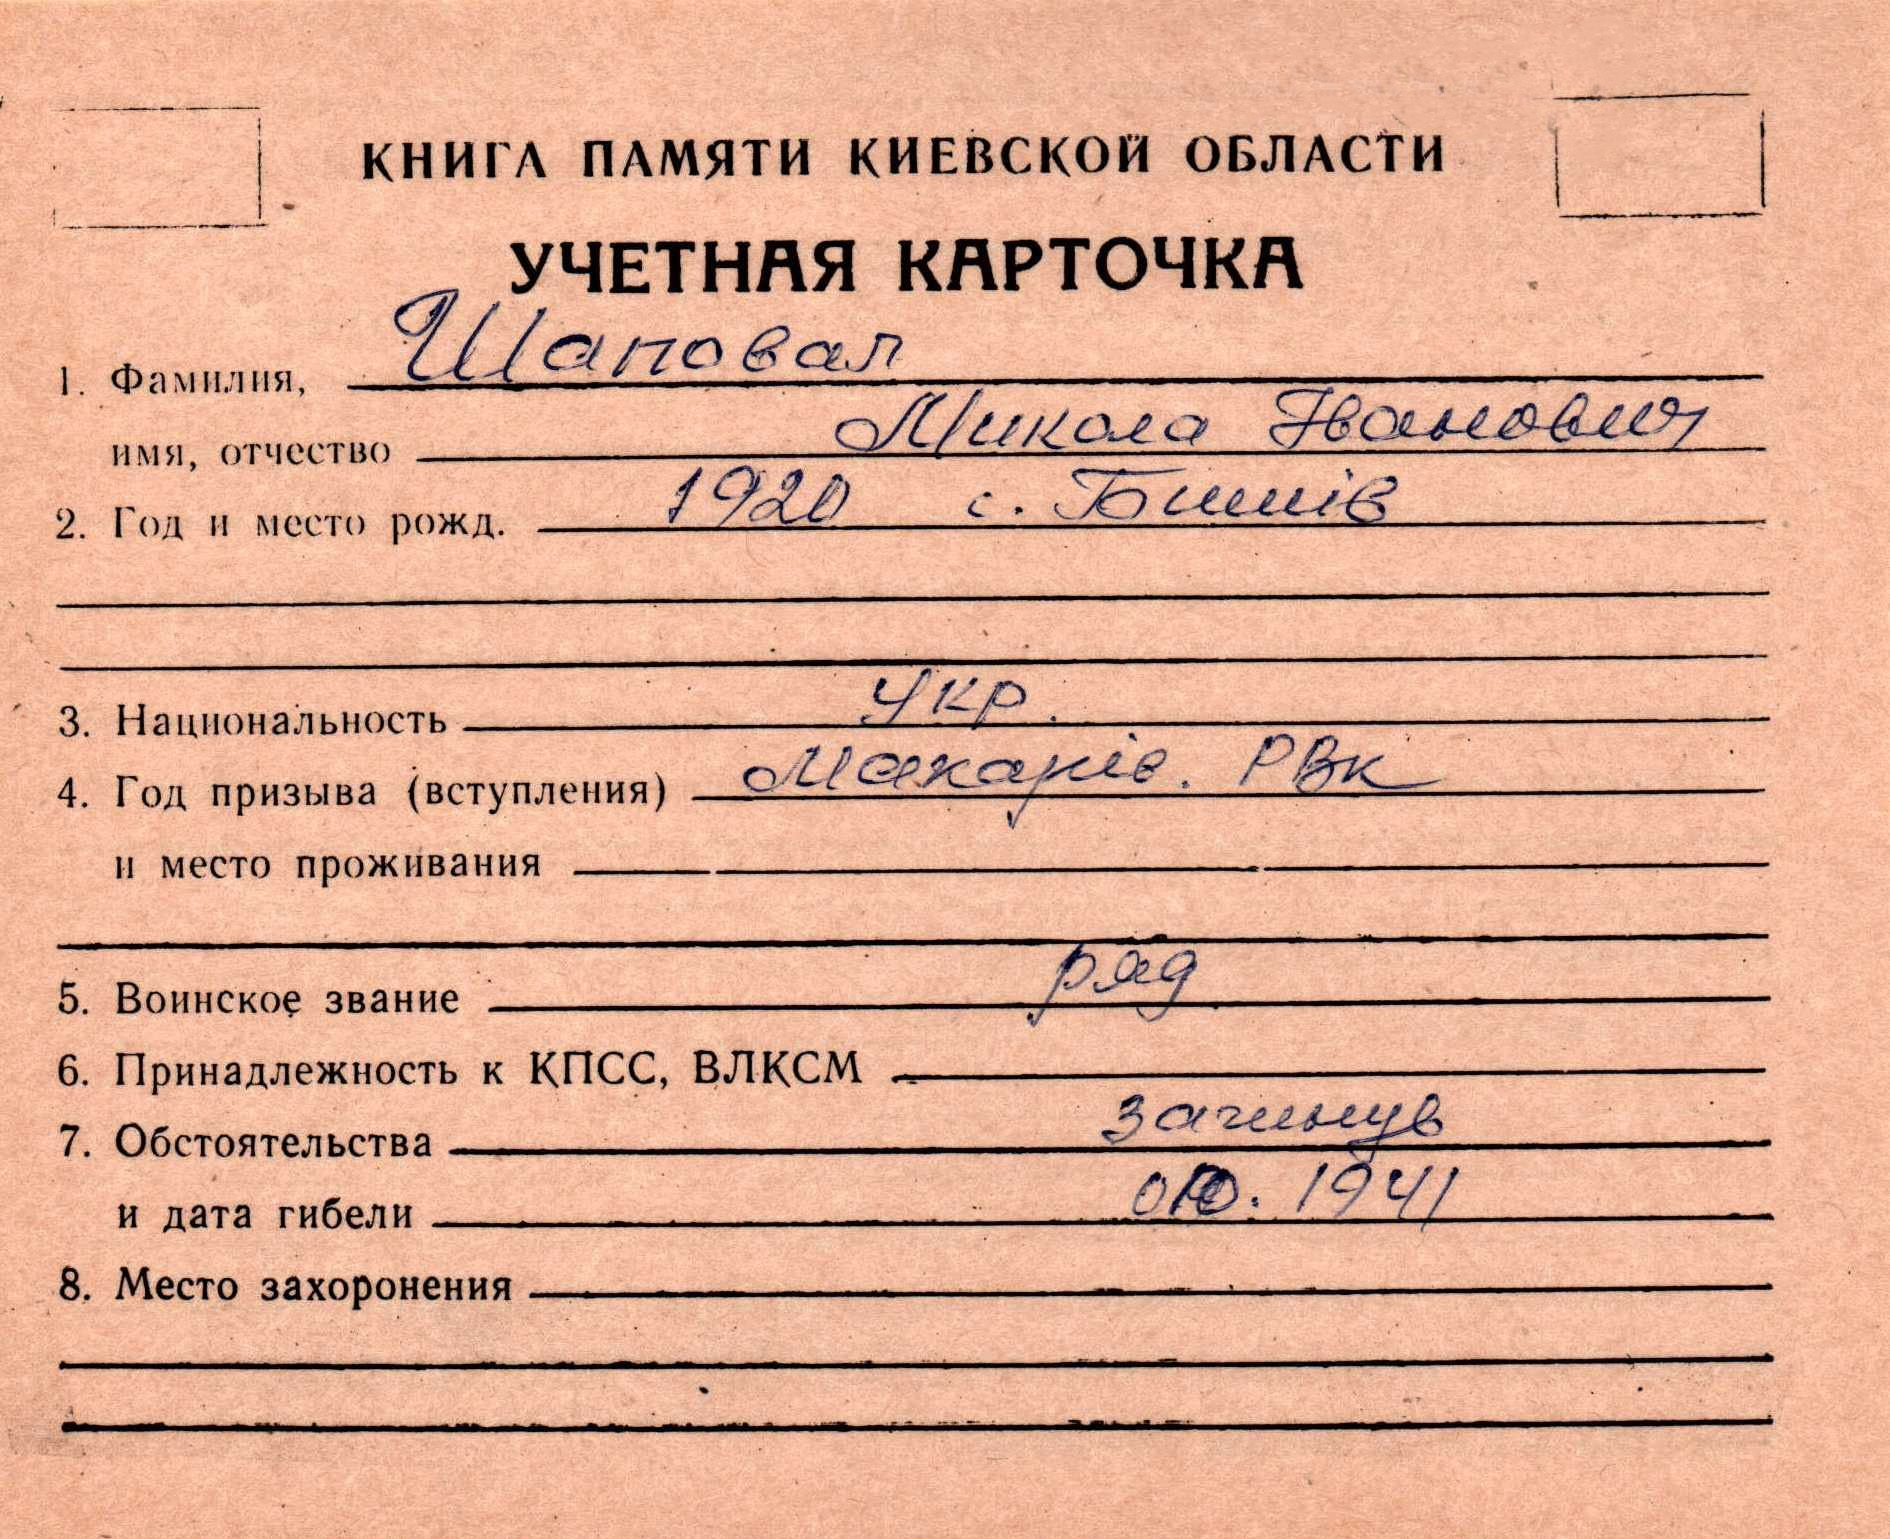 КНИГА ПАМЯТИ КИЕВСКОЙ ОБЛАСТИ
УЧЕТНАЯ КАРТОЧКА
1. Фамилия, Шаповал
имя, отчество Микола Іванович
2. Год и место рожд. 1920 с. Бишів
3. Национальность Укр.
4. Год призыва (вступления) Макарів. РВК
и место проживания
5. Воинское звание ряд
6. Принадлежность к КПСС, ВЛКСМ
7. Обстоятельства загинув
и дата гибели 1941
8. Место захоронения